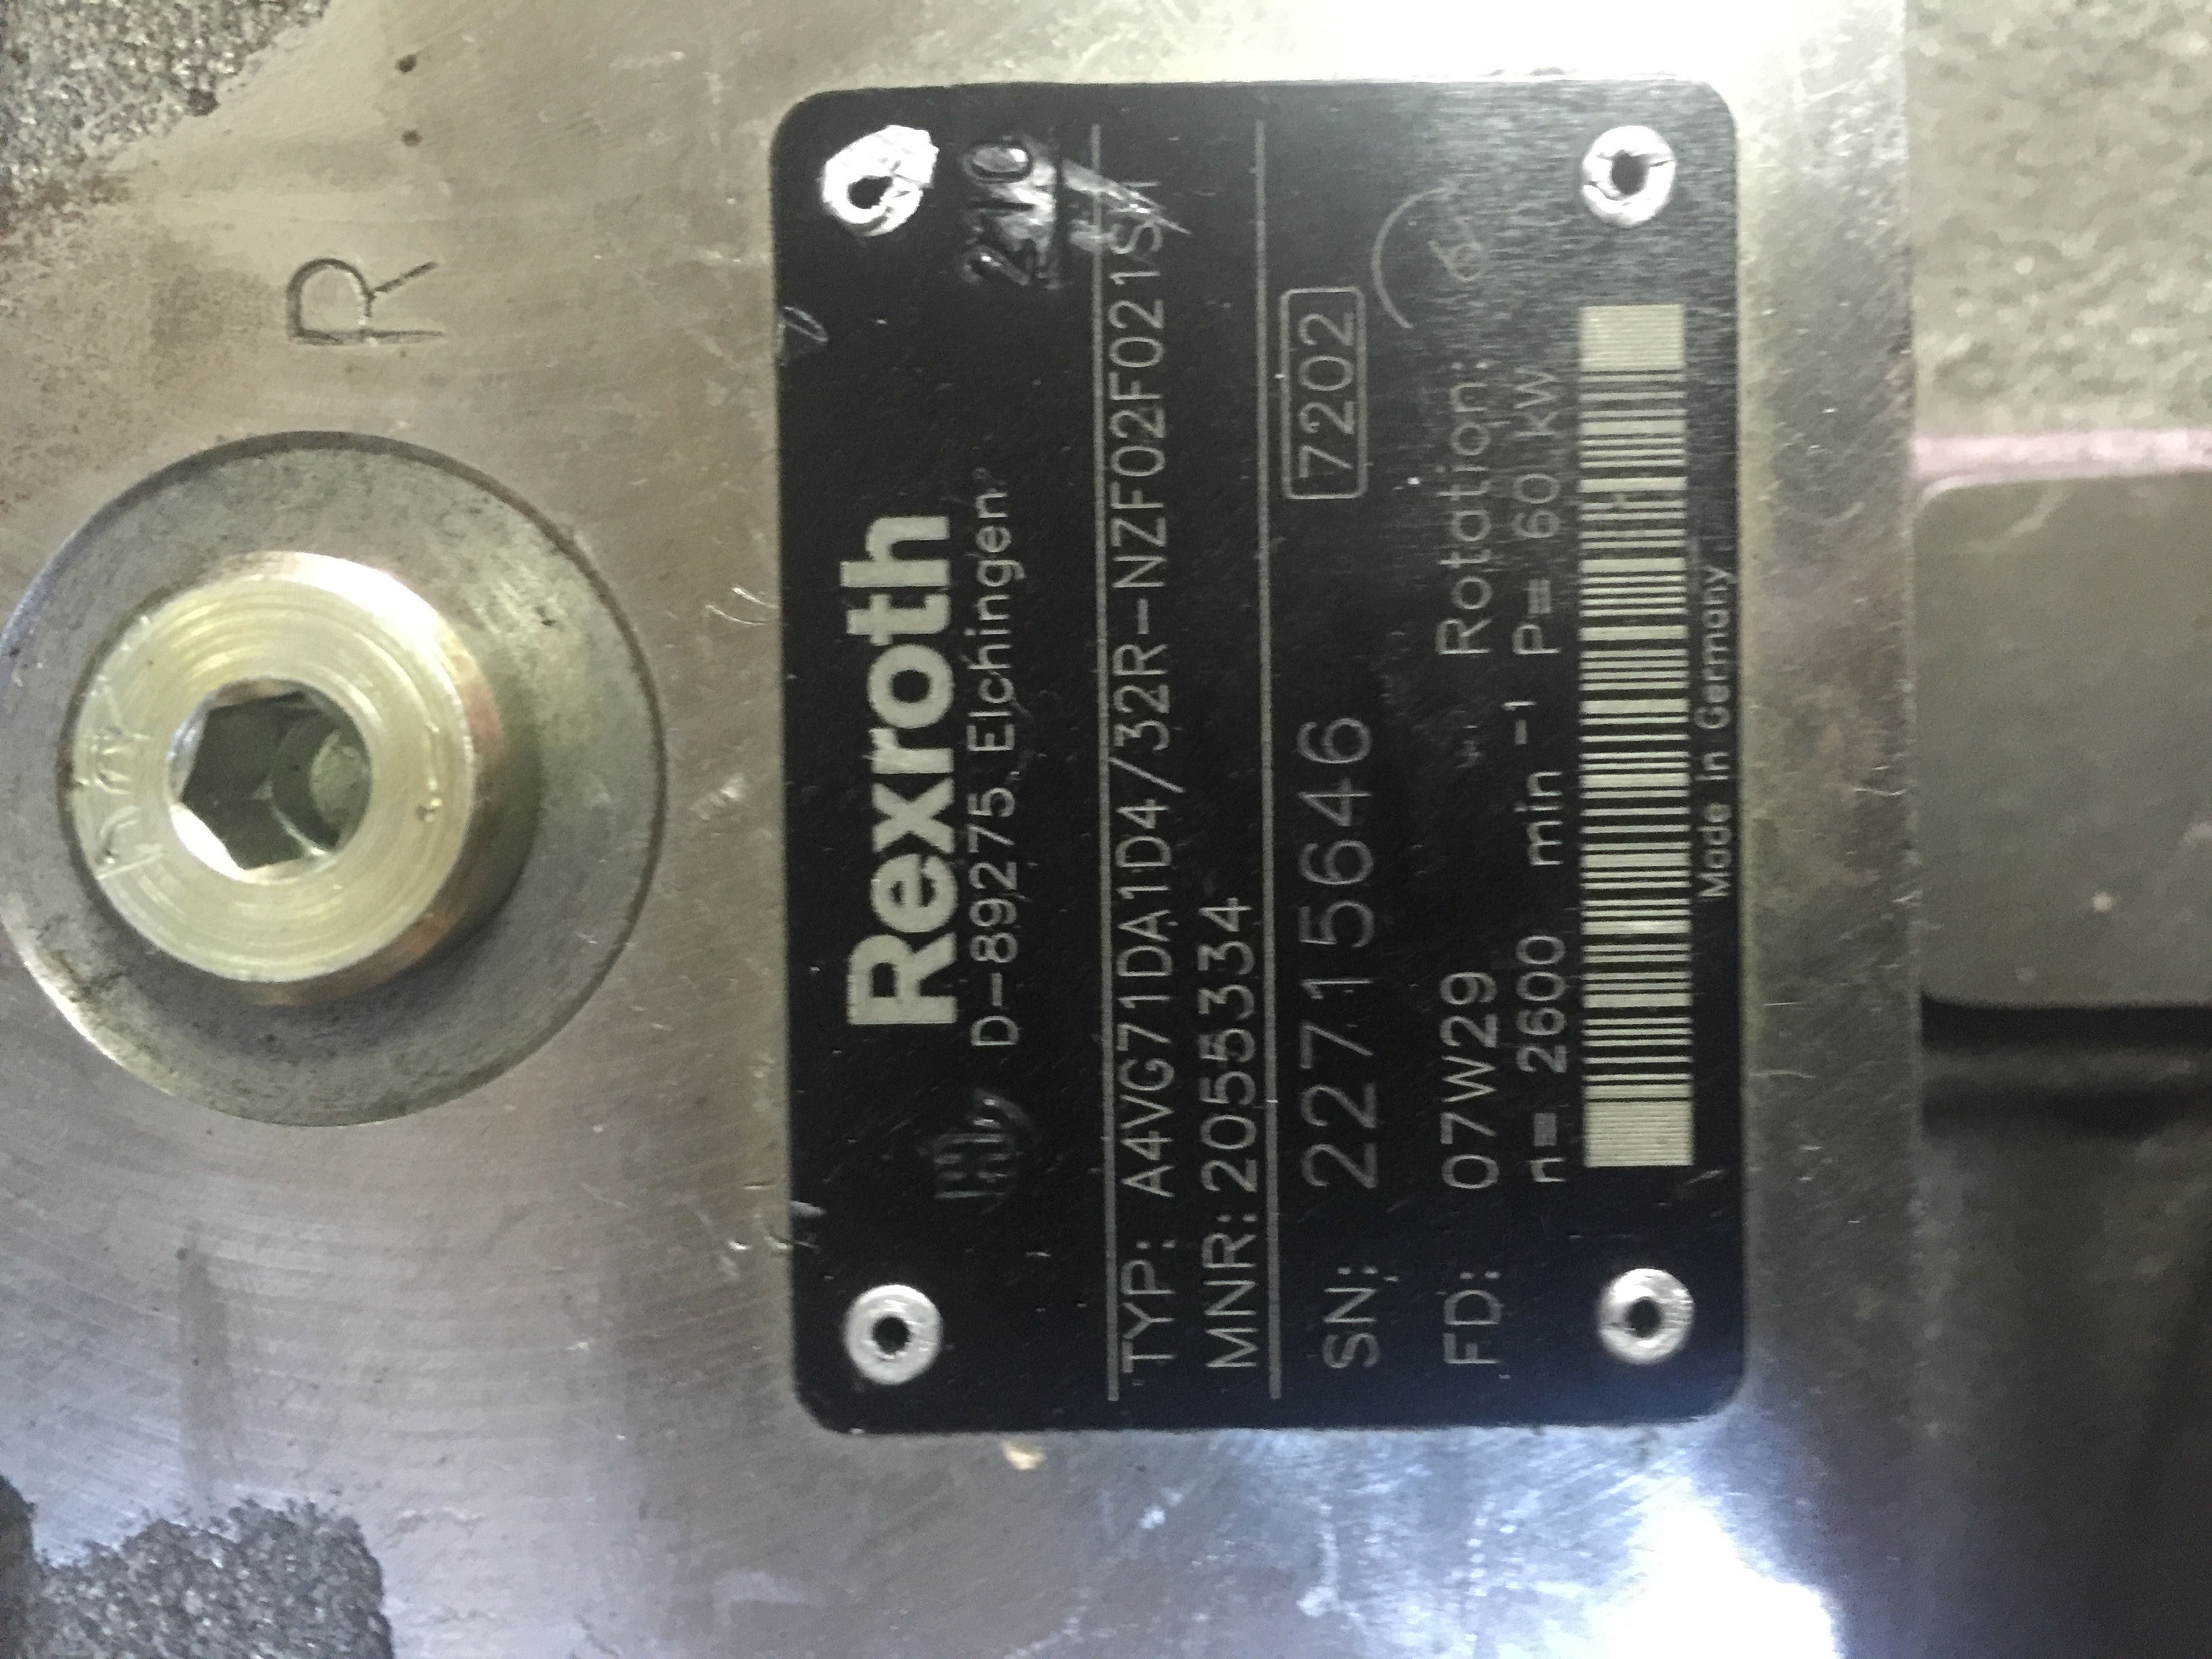 R
Rexroth
D-89275 Elchingen
210
TYP: A4VG71DA1D4/32R-NZF02F021S
MNR: 2055334
SN: 22715646 7202
FD: 07W29 Rotation:
n= 2600 min -1 P= 60 kW
Made in Germany